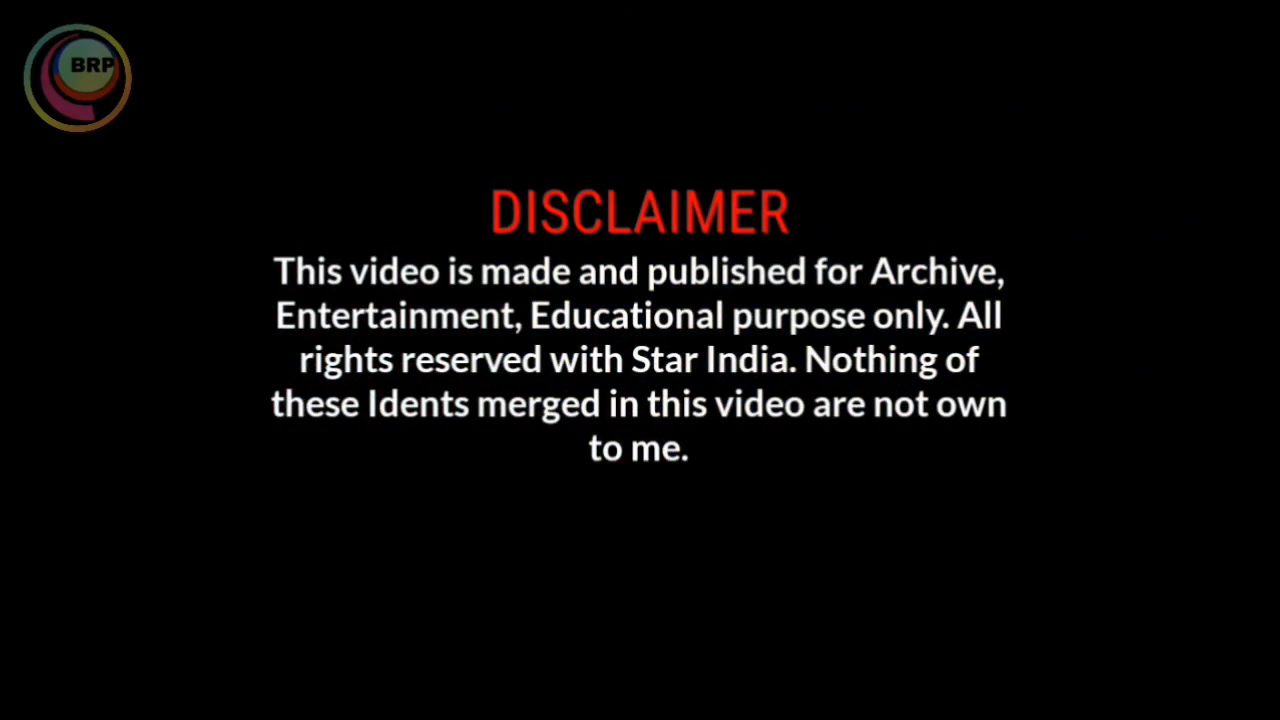 BRP
DISCLAIMER
This video is made and published for Archive,
Entertainment, Educational purpose only. All
rights reserved with Star India. Nothing of
these Idents merged in this video are not own
to me.